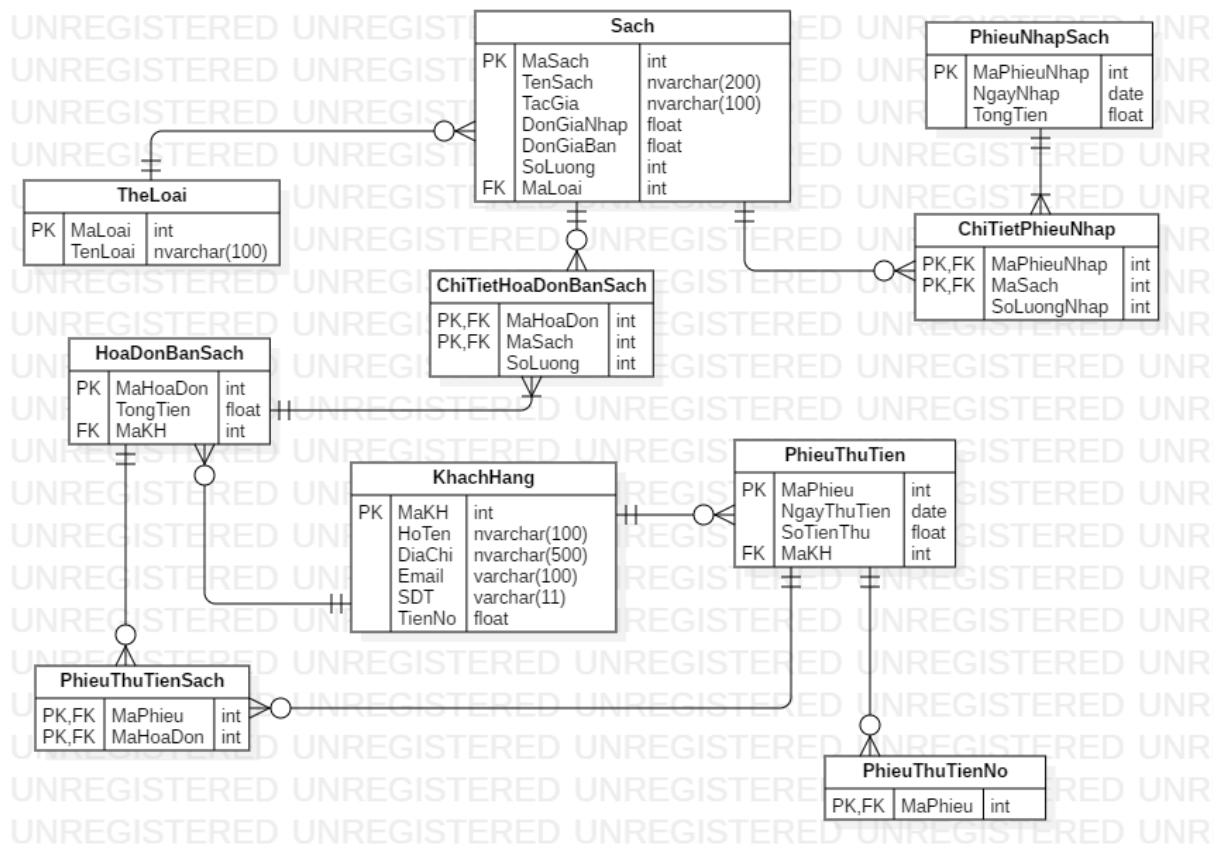 Sach
PK MaSach int
TenSach nvarchar(200)
TacGia nvarchar(100)
DonGiaNhap float
DonGiaBan float
SoLuong int
FK MaLoai int
PhieuNhapSach
PK MaPhieuNhap int
NgayNhap date
TongTien float
TheLoai
PK MaLoai int
TenLoai nvarchar(100)
ChiTietPhieuNhap
PK,FK MaPhieuNhap int
PK,FK MaSach int
SoLuongNhap int
ChiTietHoaDonBanSach
PK,FK MaHoaDon int
PK,FK MaSach int
SoLuong int
HoaDonBanSach
PK MaHoaDon int
TongTien float
FK MaKH int
KhachHang
PK MaKH int
HoTen nvarchar(100)
DiaChi nvarchar(500)
Email varchar(100)
SDT varchar(11)
TienNo float
PhieuThuTien
PK MaPhieu int
NgayThuTien date
SoTienThu float
FK MaKH int
PhieuThuTienSach
PK,FK MaPhieu int
PK,FK MaHoaDon int
PhieuThuTienNo
PK,FK MaPhieu int
UNREGISTERED UNREGISTERED UNREGISTERED UNREGISTERED UNR